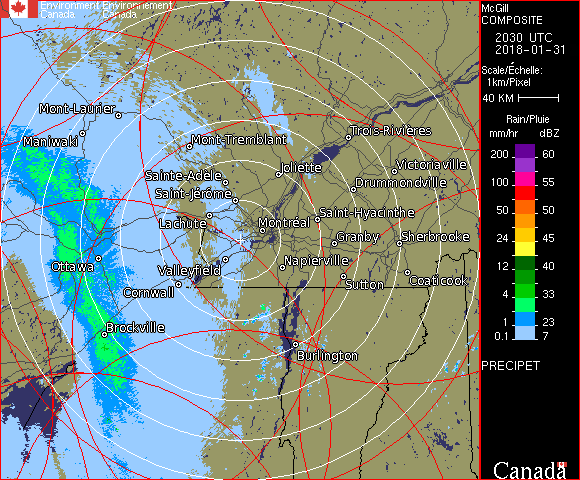 Environment Environnement
Canada Canada
McGill
COMPOSITE
2030 UTC
2018-01-31
Scale/Échelle:
1km/Pixel
40 KM
Rain/Pluie
mm/hr dBZ
200 60
55
100 55
50 50
50 45
24 45
12 40
4 33
1 23
0.1 7
PRECIPET
Canada
Mont-Laurier
Maniwaki
Mont-Tremblant
Trois-Rivières
Sainte-Adèle
Joliette
Victoriaville
Saint-Jérôme
Drummondville
Lachute
Montréal
Saint-Hyacinthe
Granby
Sherbrooke
Ottawa
Valleyfield
Napierville
Cornwall
Sutton
Coaticook
Brockville
Burlington